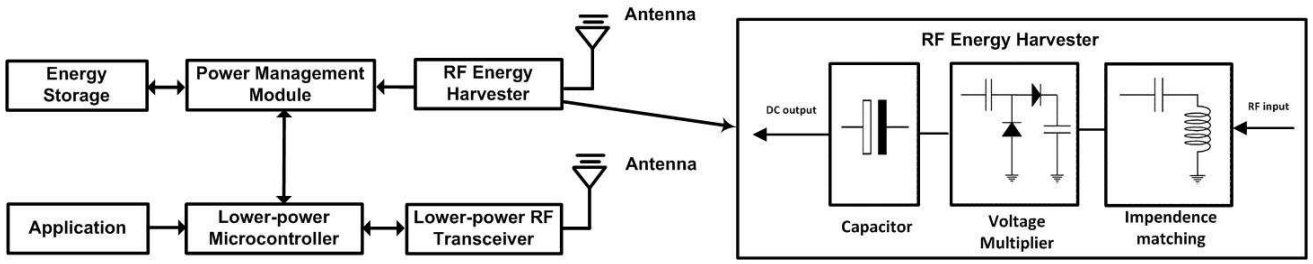 Antenna
Energy
Storage
Power Management
Module
RF Energy
Harvester
Antenna
Application
Lower-power
Microcontroller
Lower-power RF
Transceiver
RF Energy Harvester
DC output
RF input
Capacitor
Voltage
Multiplier
Impendence
matching